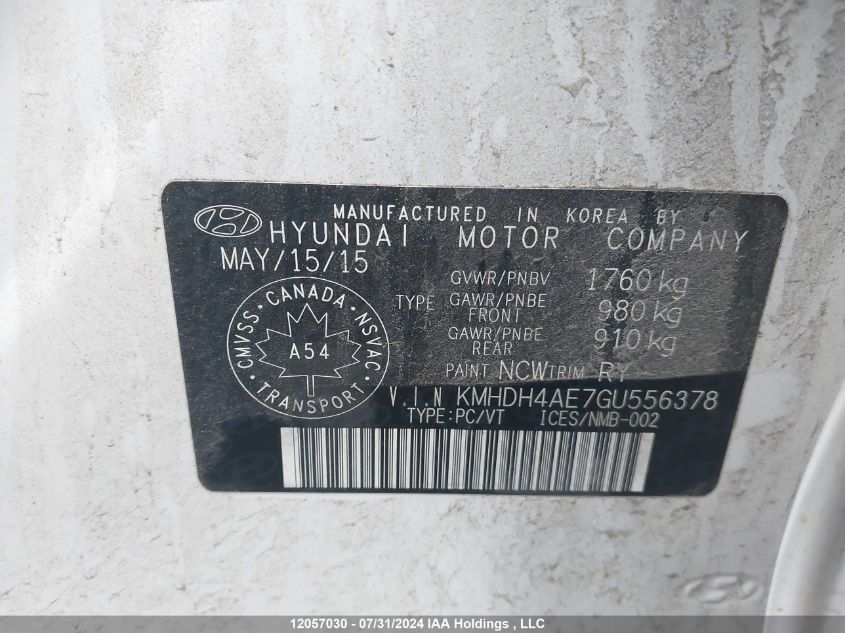 MANUFACTURED IN KOREA BY
HYUNDAI MOTOR COMPANY
MAY/15/15
GVWR/PNBV 1760 kg
TYPE GAWR/PNBE FRONT 980 kg
GAWR/PNBE REAR 910 kg
PAINT NCW TRIM RY
CANADA
CMVSS NSVAC
A54
TRANSPORT
V.I.N KMHDH4AE7GU556378
TYPE:PC/VT ICES/NMB-002
12057030 - 07/31/2024 IAA Holdings , LLC